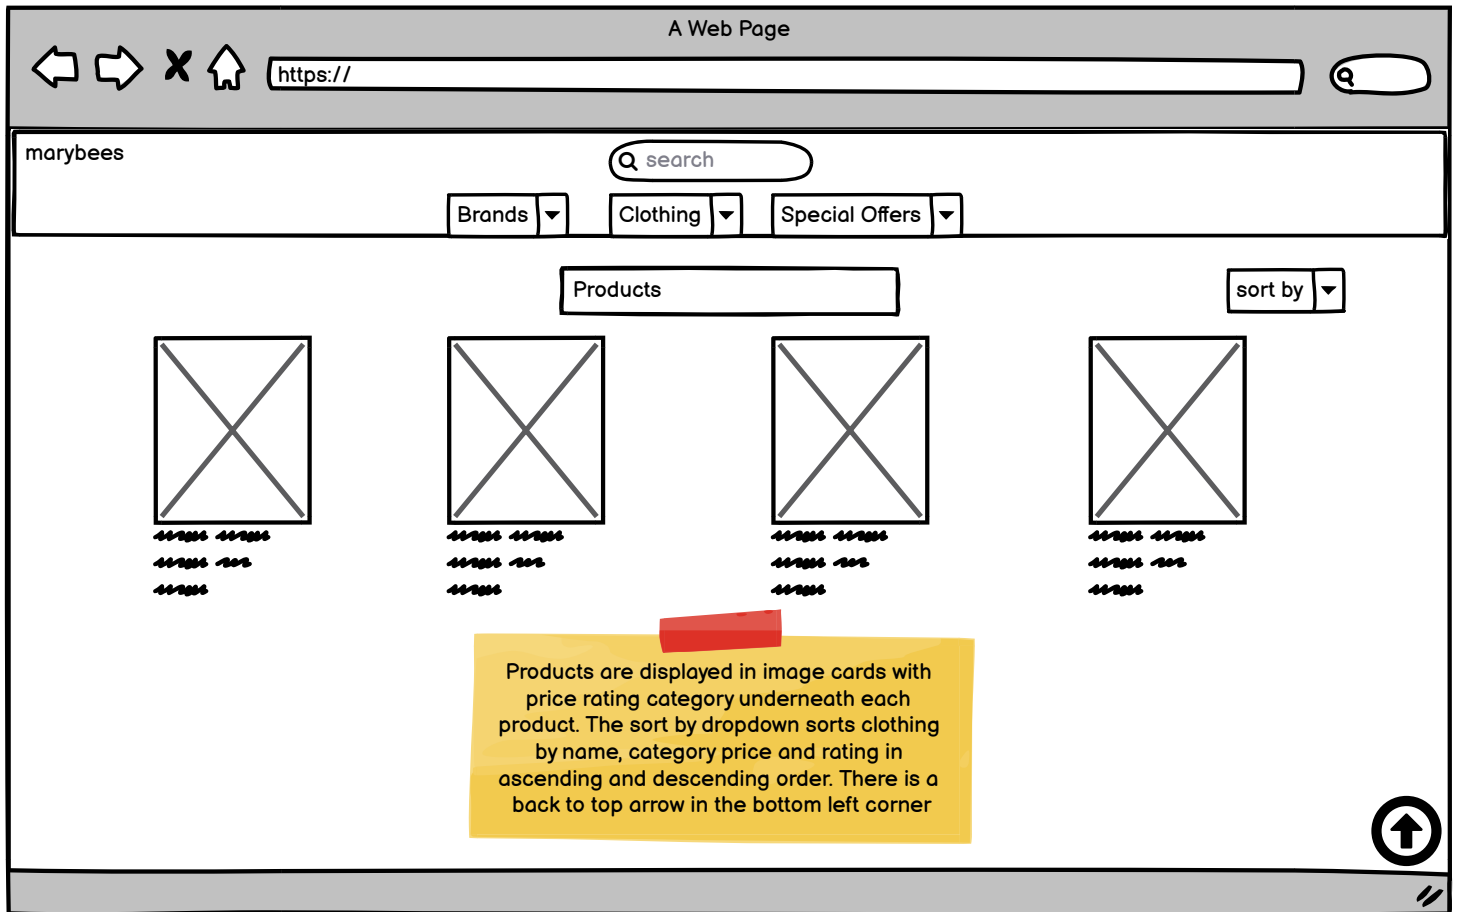 A Web Page
https://
marybees
search
Brands
Clothing
Special Offers
Products
sort by
Products are displayed in image cards with
price rating category underneath each
product. The sort by dropdown sorts clothing
by name, category price and rating in
ascending and descending order. There is a
back to top arrow in the bottom left corner